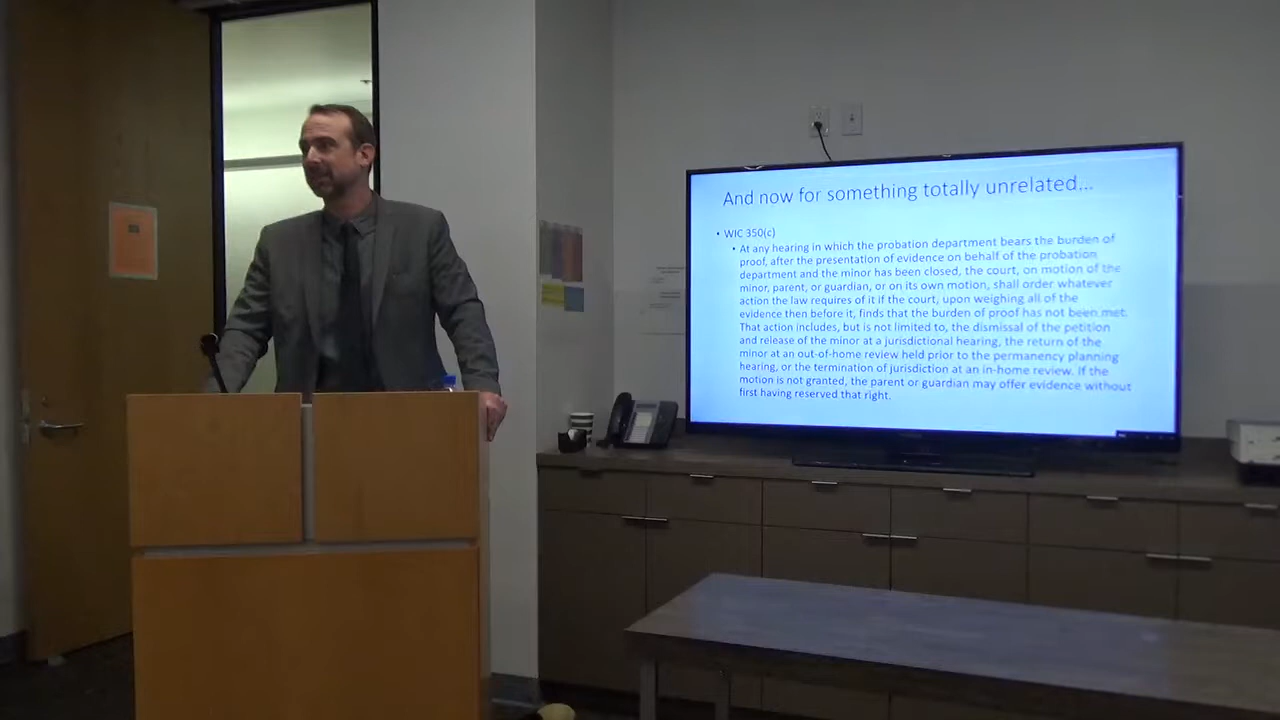 And now for something totally unrelated...
• WIC 350(c)
• At any hearing in which the probation department bears the burden of
proof, after the presentation of evidence on behalf of the probation
department and the minor has been closed, the court, on motion of the
minor, parent, or guardian, or on its own motion, shall order whatever
action the law requires of it if the court, upon weighing all of the
evidence then before it, finds that the burden of proof has not been met.
That action includes, but is not limited to, the dismissal of the petition
and release of the minor at a jurisdictional hearing, the return of the
minor at an out-of-home review held prior to the permanency planning
hearing, or the termination of jurisdiction at an in-home review. If the
motion is not granted, the parent or guardian may offer evidence without
first having reserved that right.